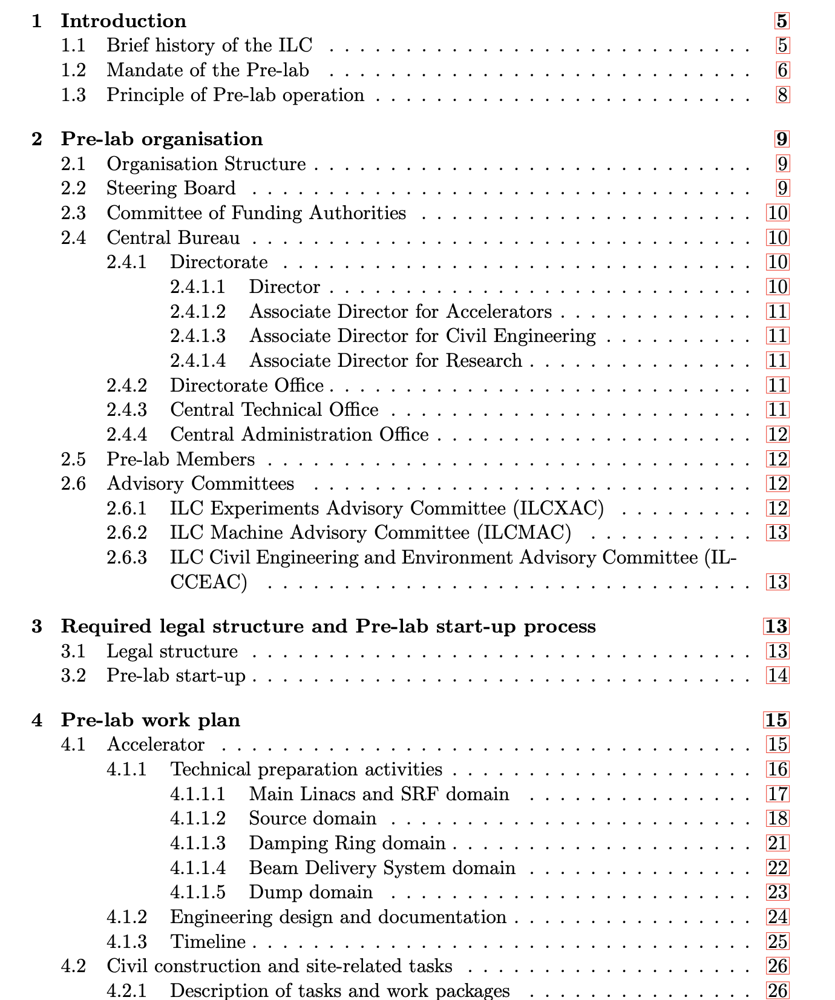 1 Introduction 5
1.1 Brief history of the ILC . . . . . . . . . . . . . . . . . . . . . . . . . . . . 5
1.2 Mandate of the Pre-lab . . . . . . . . . . . . . . . . . . . . . . . . . . . . 6
1.3 Principle of Pre-lab operation . . . . . . . . . . . . . . . . . . . . . . . . . 8
2 Pre-lab organisation 9
2.1 Organisation Structure . . . . . . . . . . . . . . . . . . . . . . . . . . . . . 9
2.2 Steering Board . . . . . . . . . . . . . . . . . . . . . . . . . . . . . . . . . 9
2.3 Committee of Funding Authorities . . . . . . . . . . . . . . . . . . . . . . 10
2.4 Central Bureau . . . . . . . . . . . . . . . . . . . . . . . . . . . . . . . . . 10
2.4.1 Directorate . . . . . . . . . . . . . . . . . . . . . . . . . . . . . . . 10
2.4.1.1 Director . . . . . . . . . . . . . . . . . . . . . . . . . . . . 10
2.4.1.2 Associate Director for Accelerators . . . . . . . . . . . . . 11
2.4.1.3 Associate Director for Civil Engineering . . . . . . . . . . 11
2.4.1.4 Associate Director for Research . . . . . . . . . . . . . . . 11
2.4.2 Directorate Office . . . . . . . . . . . . . . . . . . . . . . . . . . . . 11
2.4.3 Central Technical Office . . . . . . . . . . . . . . . . . . . . . . . . 11
2.4.4 Central Administration Office . . . . . . . . . . . . . . . . . . . . . 12
2.5 Pre-lab Members . . . . . . . . . . . . . . . . . . . . . . . . . . . . . . . . 12
2.6 Advisory Committees . . . . . . . . . . . . . . . . . . . . . . . . . . . . . 12
2.6.1 ILC Experiments Advisory Committee (ILCXAC) . . . . . . . . . 12
2.6.2 ILC Machine Advisory Committee (ILCMAC) . . . . . . . . . . . 13
2.6.3 ILC Civil Engineering and Environment Advisory Committee (IL-
CCEAC) . . . . . . . . . . . . . . . . . . . . . . . . . . . . . . . . 13
3 Required legal structure and Pre-lab start-up process 13
3.1 Legal structure . . . . . . . . . . . . . . . . . . . . . . . . . . . . . . . . . 13
3.2 Pre-lab start-up . . . . . . . . . . . . . . . . . . . . . . . . . . . . . . . . . 14
4 Pre-lab work plan 15
4.1 Accelerator . . . . . . . . . . . . . . . . . . . . . . . . . . . . . . . . . . . 15
4.1.1 Technical preparation activities . . . . . . . . . . . . . . . . . . . . 16
4.1.1.1 Main Linacs and SRF domain . . . . . . . . . . . . . . . 17
4.1.1.2 Source domain . . . . . . . . . . . . . . . . . . . . . . . . 18
4.1.1.3 Damping Ring domain . . . . . . . . . . . . . . . . . . . . 21
4.1.1.4 Beam Delivery System domain . . . . . . . . . . . . . . . 22
4.1.1.5 Dump domain . . . . . . . . . . . . . . . . . . . . . . . . 23
4.1.2 Engineering design and documentation . . . . . . . . . . . . . . . . 24
4.1.3 Timeline . . . . . . . . . . . . . . . . . . . . . . . . . . . . . . . . . 25
4.2 Civil construction and site-related tasks . . . . . . . . . . . . . . . . . . . 26
4.2.1 Description of tasks and work packages . . . . . . . . . . . . . . . 26